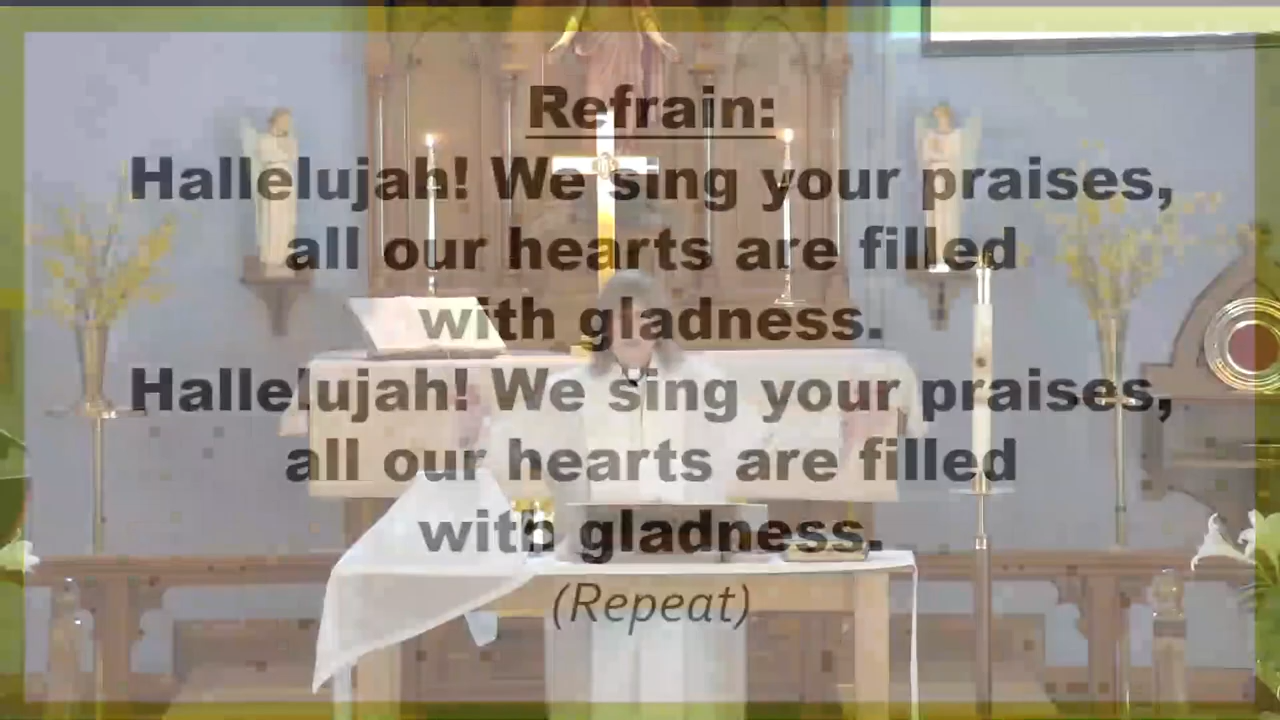 Refrain:
Hallelujah! We sing your praises,
all our hearts are filled
with gladness.
Hallelujah! We sing your praises,
all our hearts are filled
with gladness.
(Repeat)